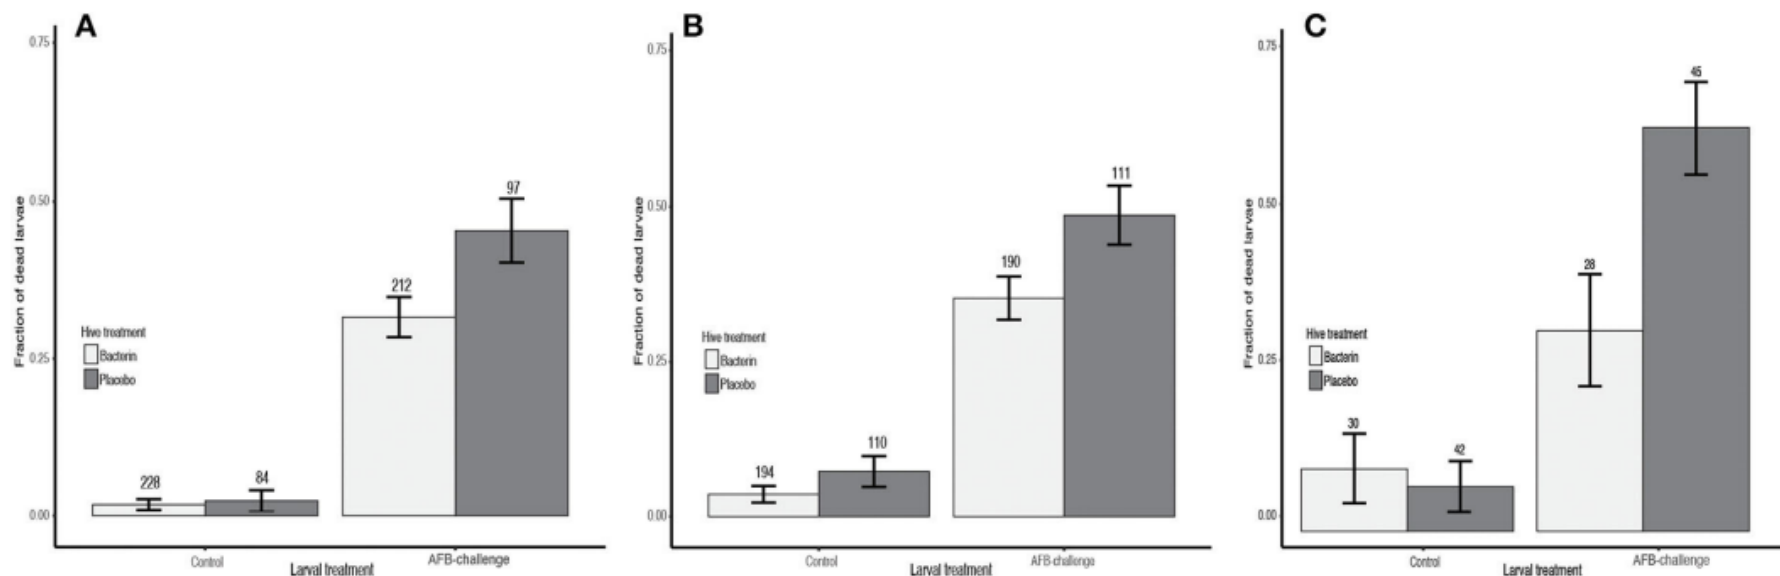 A
0.75
0.50
0.25
0.00
Fraction of dead larvae
Hive treatment
Bacterin
Placebo
228
84
212
97
Control
AFB-challenge
Larval treatment
B
0.75
0.50
0.25
0.00
Fraction of dead larvae
Hive treatment
Bacterin
Placebo
194
110
190
111
Control
AFB-challenge
Larval treatment
C
0.75
0.50
0.25
0.00
Fraction of dead larvae
Hive treatment
Bacterin
Placebo
30
42
28
45
Control
AFB-challenge
Larval treatment